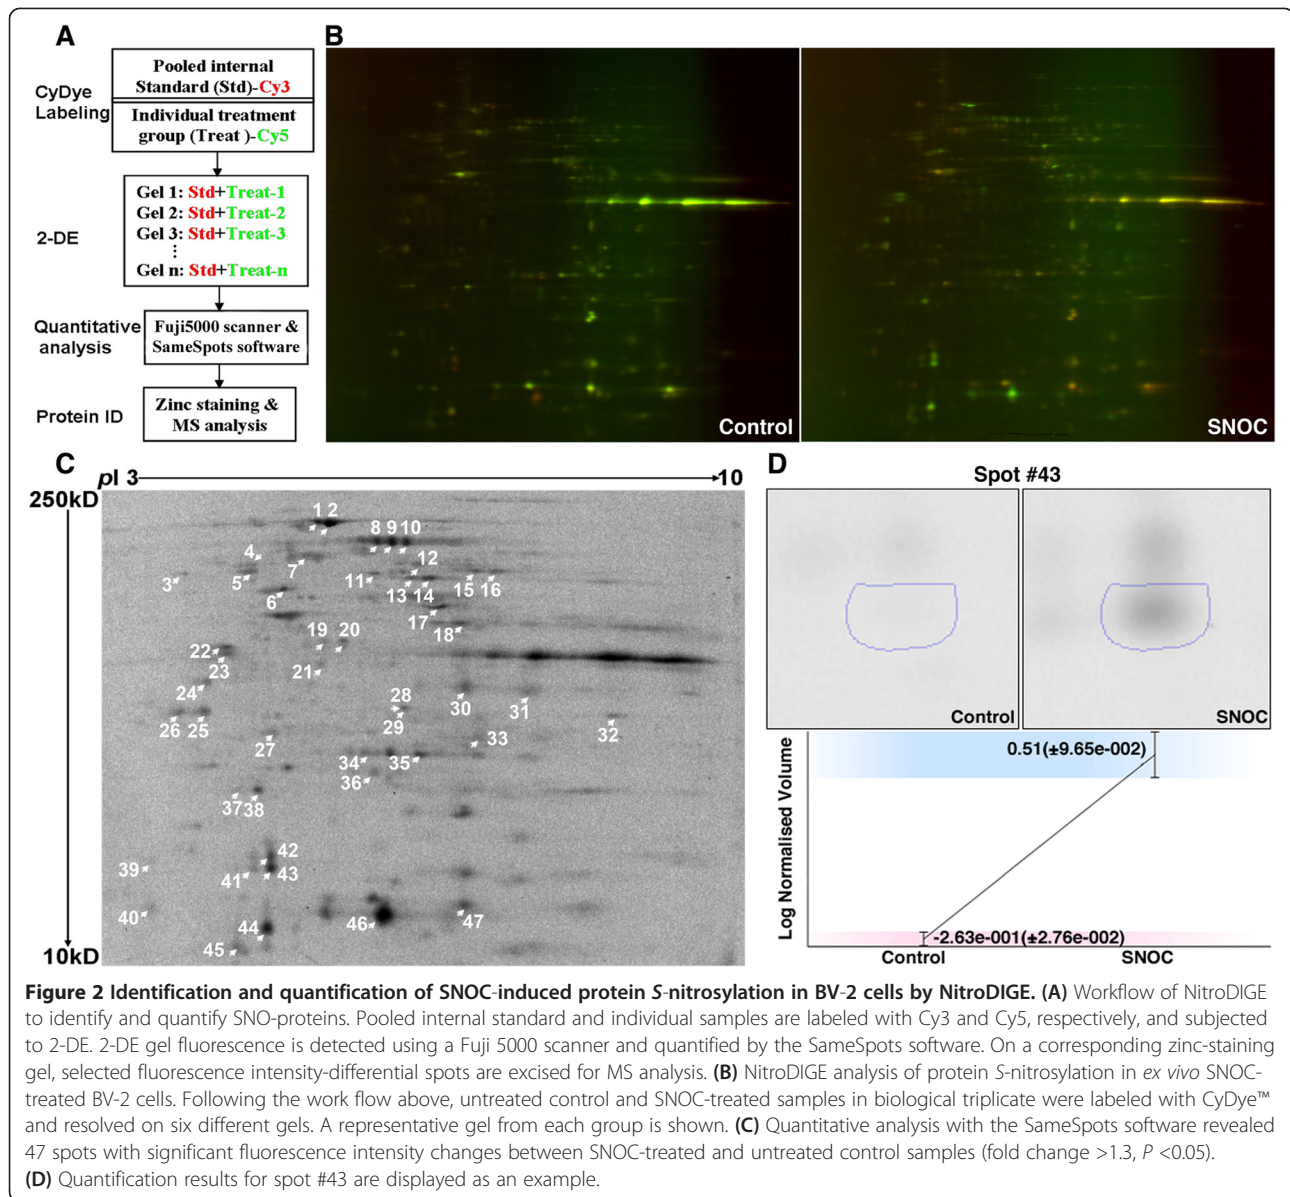 A
CyDye
Labeling
Pooled internal
Standard (Std)-Cy3
Individual treatment
group (Treat )-Cy5
2-DE
Gel 1: Std+Treat-1
Gel 2: Std+Treat-2
Gel 3: Std+Treat-3
⋮
Gel n: Std+Treat-n
Quantitative
analysis
Fuji5000 scanner &
SameSpots software
Protein ID
Zinc staining &
MS analysis
B
Control
SNOC
C
pI 3
10
250kD
10kD
1 2
3
4
5
6
7
8 9 10
11
12
13 14
15 16
17
18
19 20
21
22
23
24
26 25
27
28
29
30
31
32
33
34
35
36
37 38
39
40
41
42
43
44
45
46
47
D
Spot #43
Control
SNOC
Log Normalised Volume
0.51(±9.65e-002)
-2.63e-001(±2.76e-002)
Control
SNOC
Figure 2 Identification and quantification of SNOC-induced protein S-nitrosylation in BV-2 cells by NitroDIGE. (A) Workflow of NitroDIGE
to identify and quantify SNO-proteins. Pooled internal standard and individual samples are labeled with Cy3 and Cy5, respectively, and subjected
to 2-DE. 2-DE gel fluorescence is detected using a Fuji 5000 scanner and quantified by the SameSpots software. On a corresponding zinc-staining
gel, selected fluorescence intensity-differential spots are excised for MS analysis. (B) NitroDIGE analysis of protein S-nitrosylation in ex vivo SNOC-
treated BV-2 cells. Following the work flow above, untreated control and SNOC-treated samples in biological triplicate were labeled with CyDye™
and resolved on six different gels. A representative gel from each group is shown. (C) Quantitative analysis with the SameSpots software revealed
47 spots with significant fluorescence intensity changes between SNOC-treated and untreated control samples (fold change >1.3, P <0.05).
(D) Quantification results for spot #43 are displayed as an example.